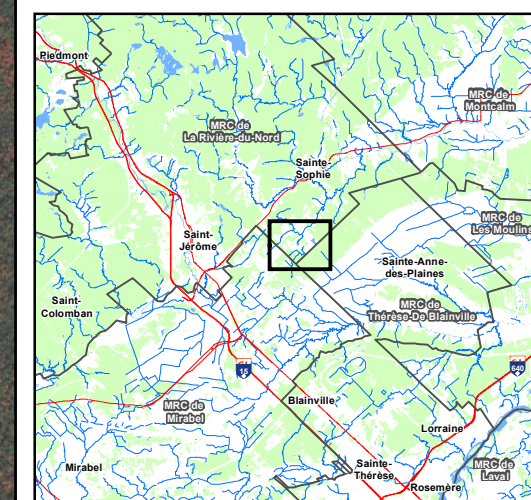 Piedmont
MRC de
Montcalm
MRC de
La Rivière-du-Nord
Sainte-
Sophie
MRC de
Les Moulins
Saint-
Jérôme
Sainte-Anne-
des-Plaines
Saint-
Colomban
MRC de
Thérèse-De Blainville
15
640
Blainville
MRC de
Mirabel
Lorraine
Mirabel
Sainte-
Thérèse
MRC de
Laval
Rosemère